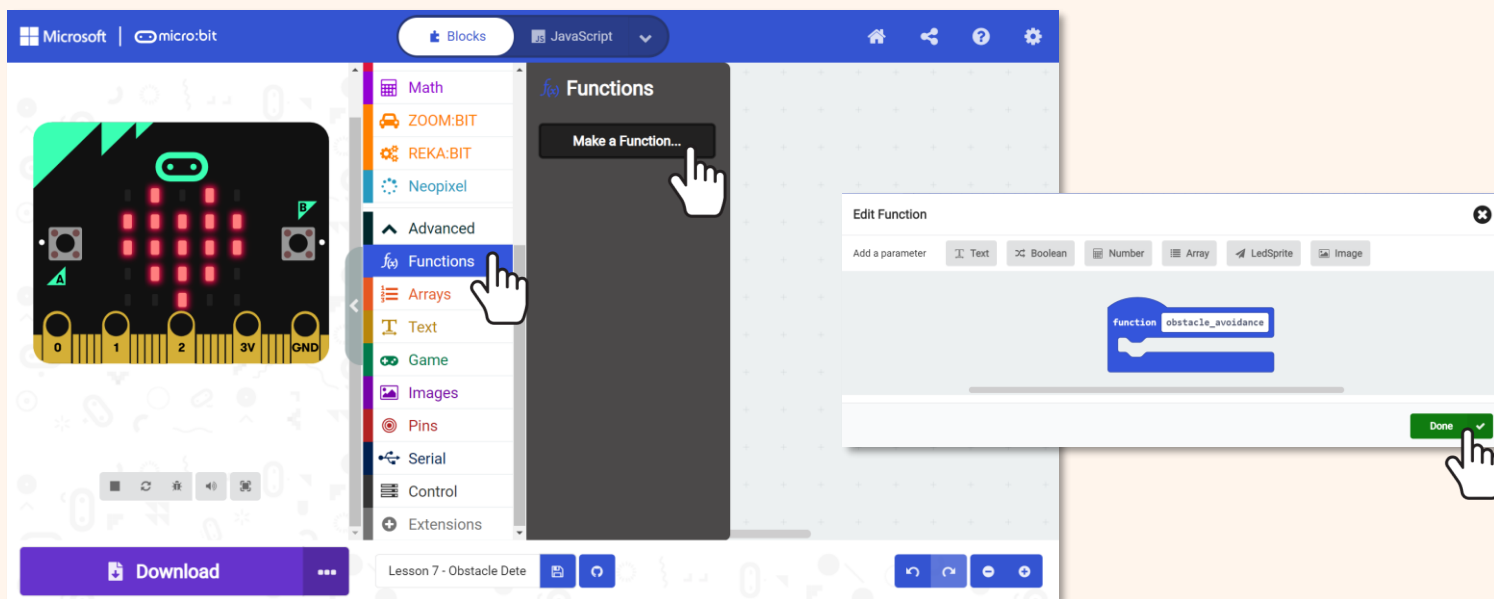 Microsoft | micro:bit
Blocks
JavaScript
Math
ZOOM:BIT
REKA:BIT
Neopixel
Advanced
f(x) Functions
Arrays
Text
Game
Images
Pins
Serial
Control
Extensions
f(x) Functions
Make a Function...
A
B
0 1 2 3V GND
Download
Lesson 7 - Obstacle Dete
Edit Function
Add a parameter
Text
Boolean
Number
Array
LedSprite
Image
function obstacle_avoidance
Done